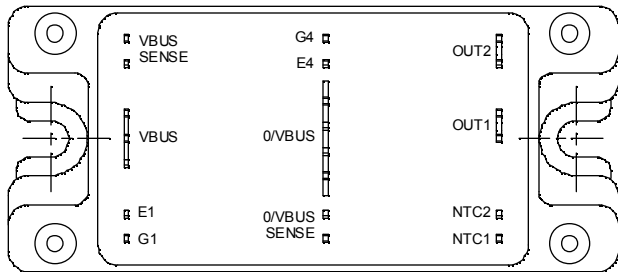 VBUS
SENSE
G4
E4
OUT2
VBUS
0/VBUS
OUT1
E1
G1
0/VBUS
SENSE
NTC2
NTC1